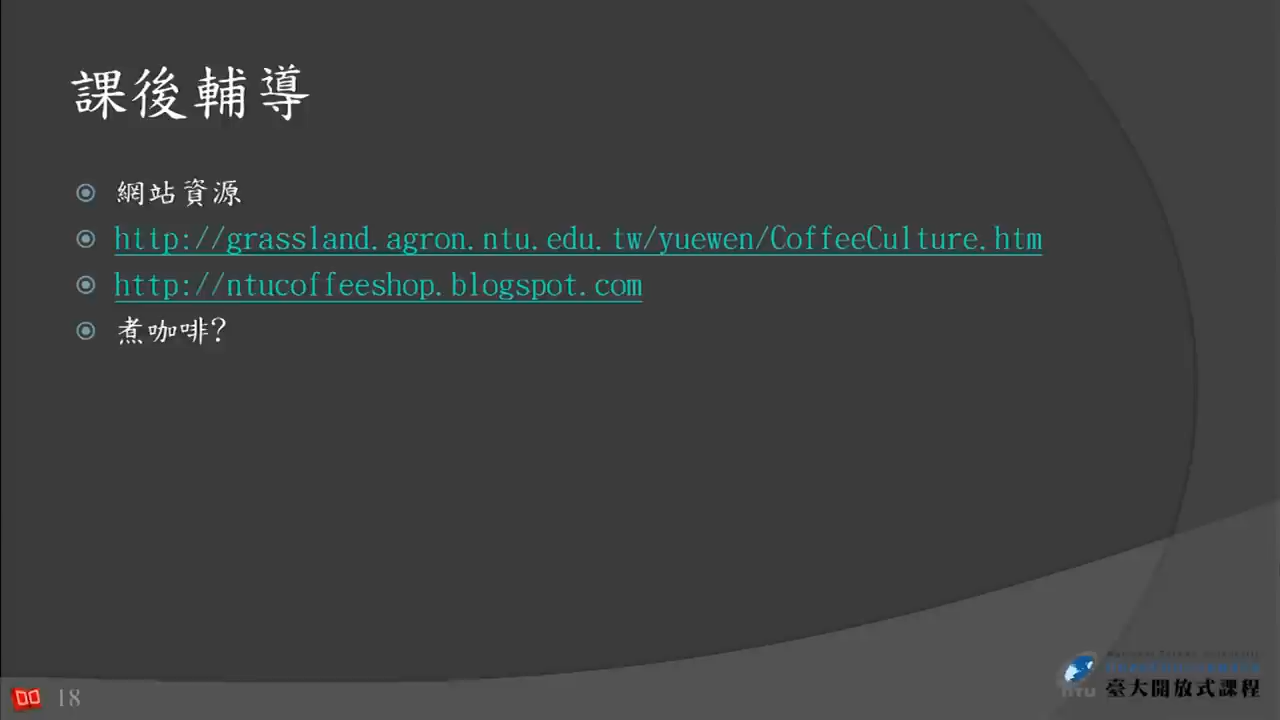 課後輔導
網站資源
http://grassland.agron.ntu.edu.tw/yuewen/CoffeeCulture.htm
http://ntucoffeeshop.blogspot.com
煮咖啡?
18
NTU
臺大開放式課程